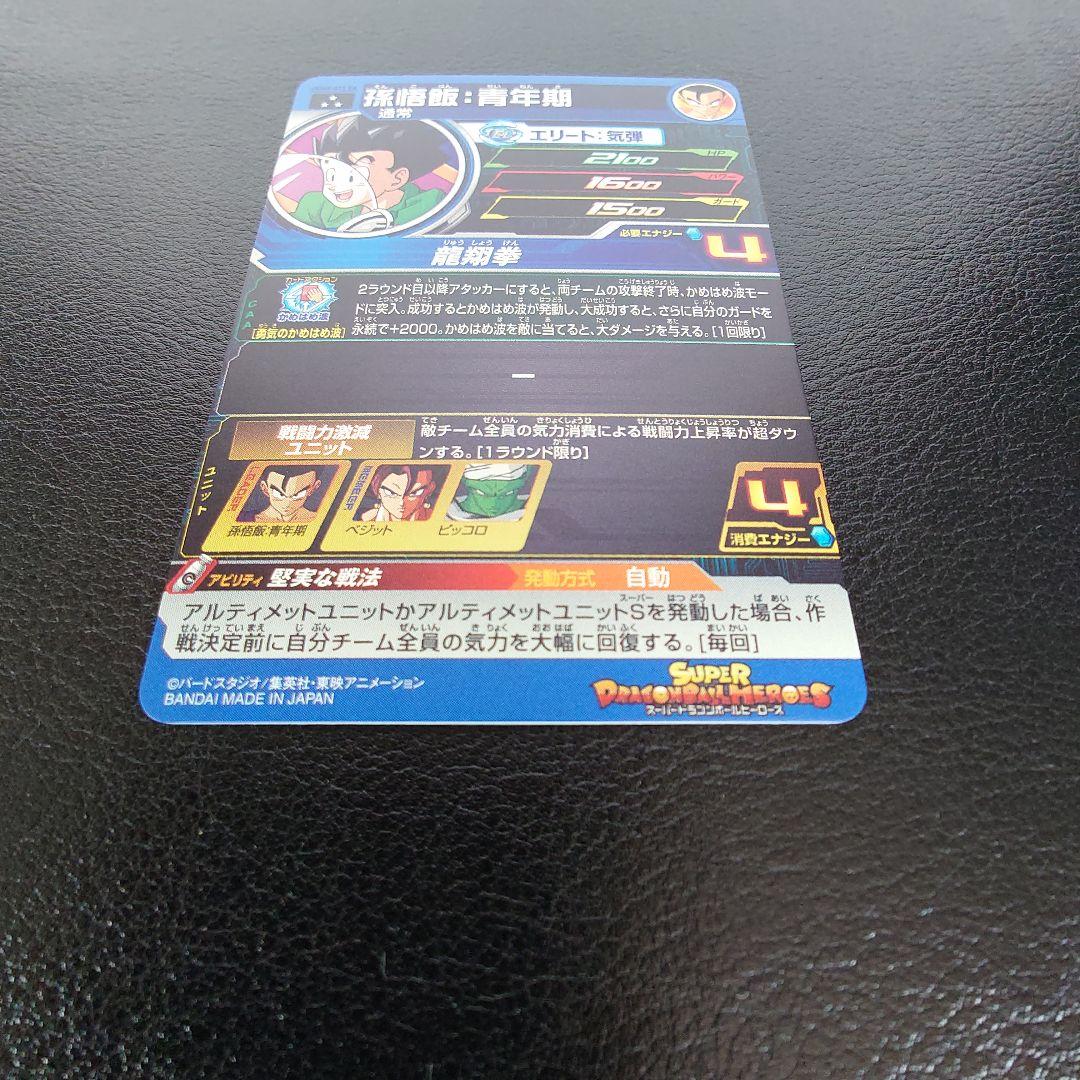 孫悟飯：青年期
通常
エリート：気弾
HP
2100
パワー
1600
ガード
1500
必要エナジー
4
りゅう しょう けん
龍翔拳
カードアクション
かめはめ波
[勇気のかめはめ波]
CAA
2ラウンド目以降アタッカーにすると、両チームの攻撃終了時、かめはめ波モー
ドに突入。成功するとかめはめ波が発動し、大成功すると、さらに自分のガードを
永続で+2000。かめはめ波を敵に当てると、大ダメージを与える。[1回限り]
ー
ユニット
戦闘力激減
ユニット
敵チーム全員の気力消費による戦闘力上昇率が超ダウ
ンする。[1ラウンド限り]
LEADER
孫悟飯:青年期
MEMBER
ベジット
ピッコロ
4
消費エナジー
アビリティ 堅実な戦法
発動方式 自動
アルティメットユニットかアルティメットユニットSを発動した場合、作
戦決定前に自分チーム全員の気力を大幅に回復する。[毎回]
©バードスタジオ/集英社・東映アニメーション
BANDAI MADE IN JAPAN
SUPER
DRAGONBALL HEROES
スーパードラゴンボールヒーローズ